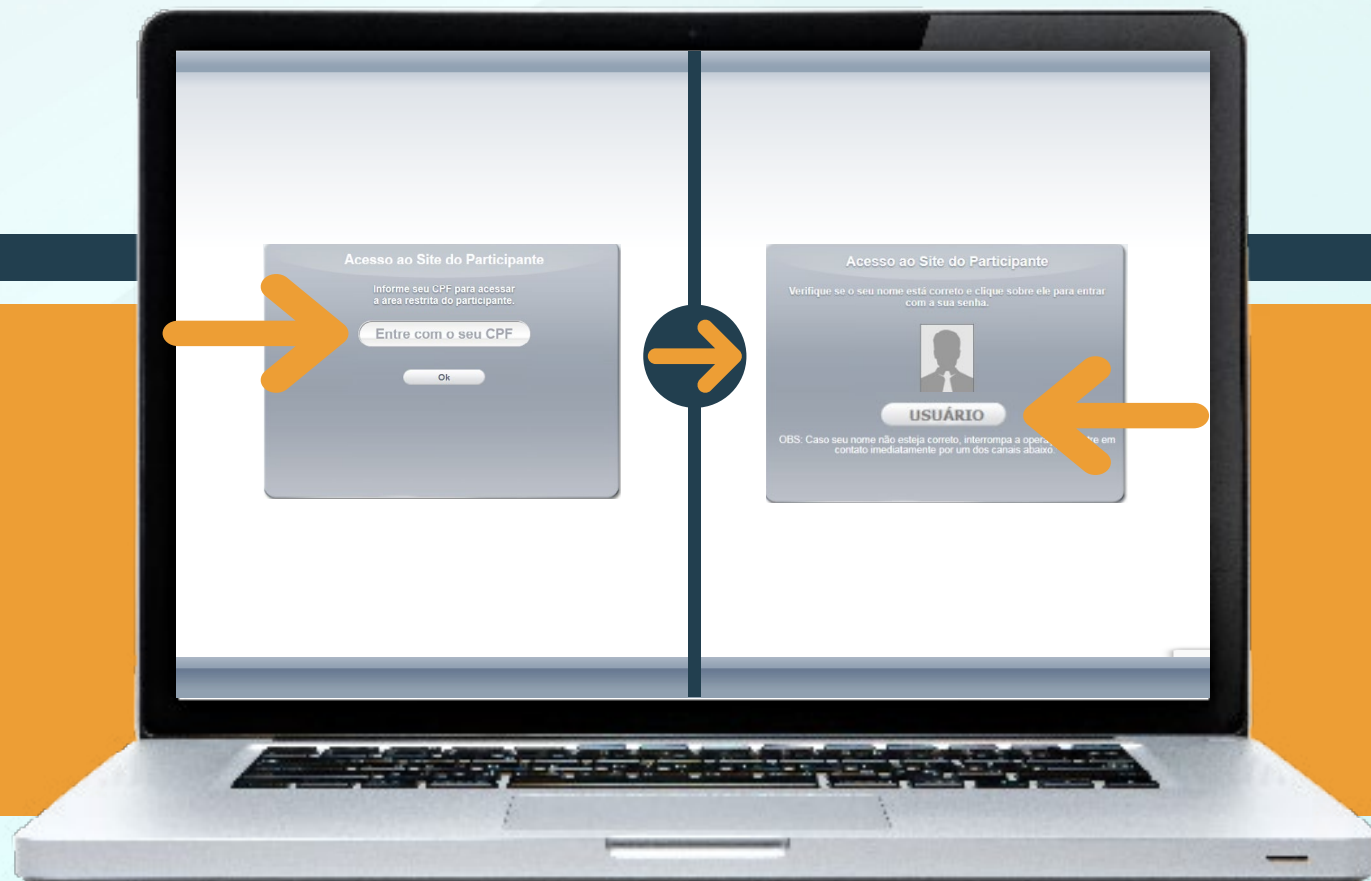 Acesso ao Site do Participante
Informe seu CPF para acessar
a area restrita do participante.
Entre com o seu CPF
Ok
Acesso ao Site do Participante
Verifique se o seu nome está correto e clique sobre ele para entrar
com a sua senha.
USUÁRIO
OBS: Caso seu nome não esteja correto, interrompa a em
contato imediatamente por um dos canais abaixo.